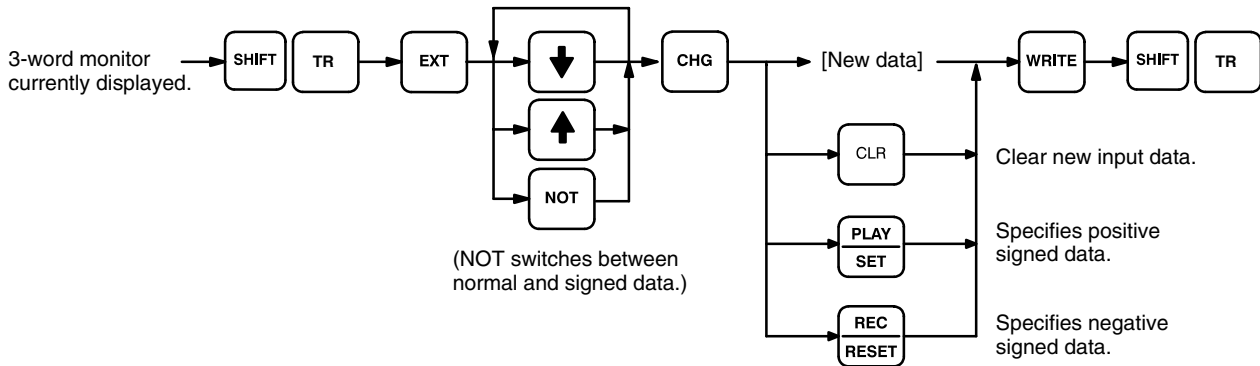 3-word monitor
currently displayed.
SHIFT
TR
EXT
CHG
[New data]
WRITE
SHIFT
TR
CLR
Clear new input data.
NOT
PLAY
SET
Specifies positive
signed data.
(NOT switches between
normal and signed data.)
REC
RESET
Specifies negative
signed data.